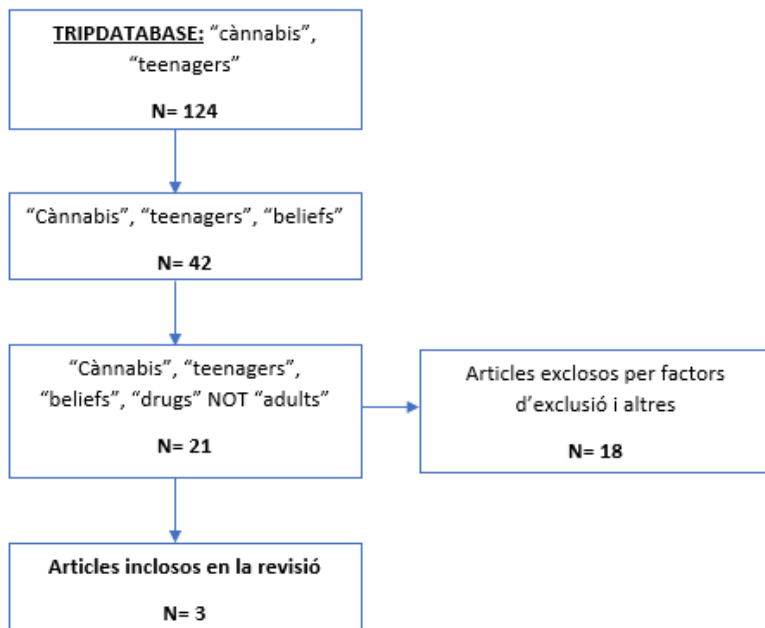 TRIPDATABASE: “cànnabis”,
“teenagers”
N= 124
“Cànnabis”, “teenagers”, “beliefs”
N= 42
“Cànnabis”, “teenagers”,
“beliefs”, “drugs” NOT “adults”
N= 21
Articles exclosos per factors
d’exclusió i altres
N= 18
Articles inclosos en la revisió
N= 3